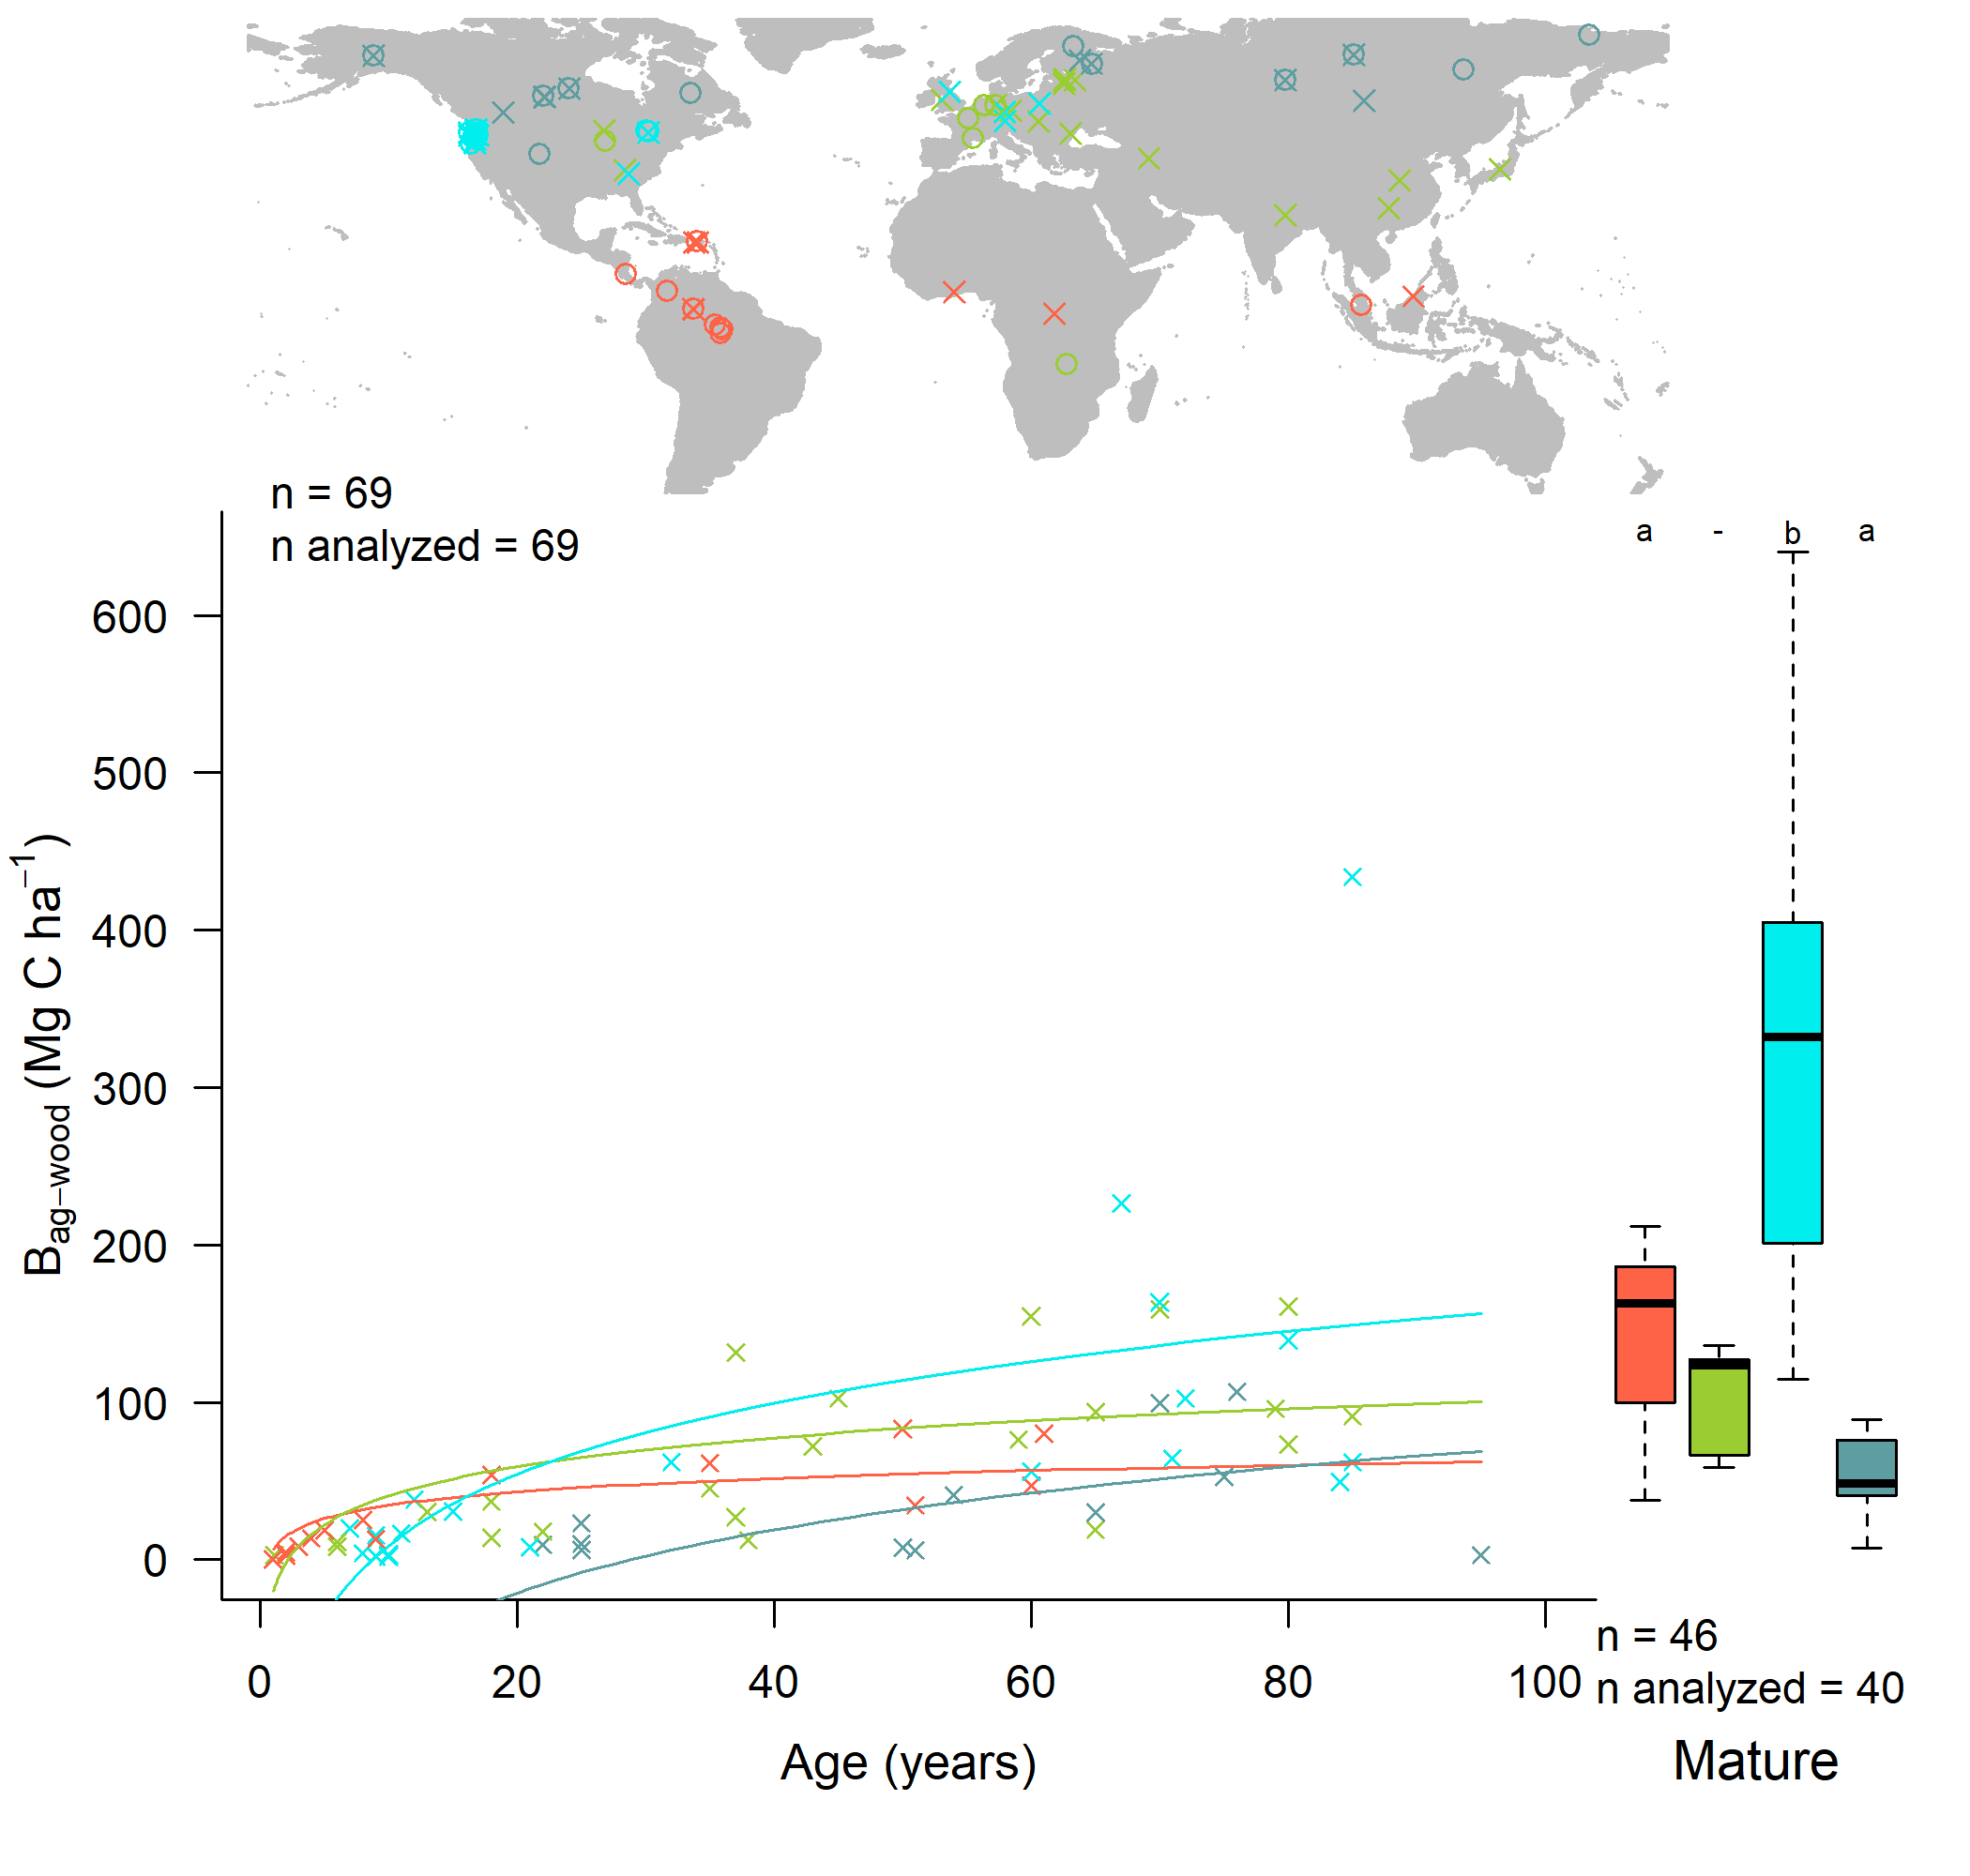 n = 69
n analyzed = 69
a - b a
600
500
400
300
200
100
0
B_ag−wood (Mg C ha^−1)
0 20 40 60 80 100
n = 46
n analyzed = 40
Age (years)
Mature